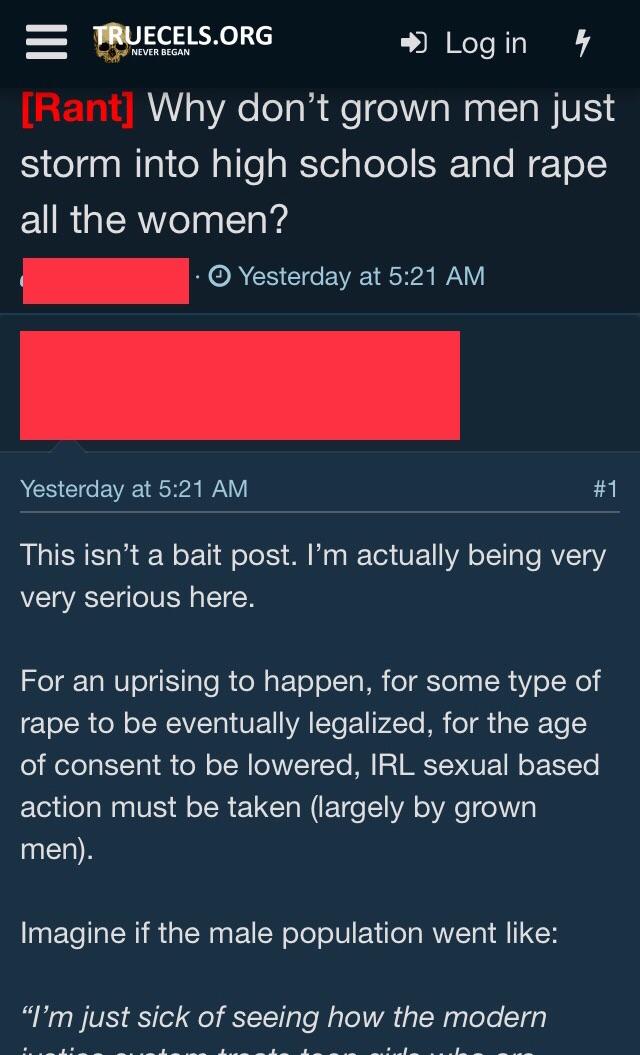 TRUECELS.ORG
NEVER BEGAN
Log in
[Rant] Why don’t grown men just
storm into high schools and rape
all the women?
· Yesterday at 5:21 AM
Yesterday at 5:21 AM
#1
This isn’t a bait post. I’m actually being very
very serious here.
For an uprising to happen, for some type of
rape to be eventually legalized, for the age
of consent to be lowered, IRL sexual based
action must be taken (largely by grown
men).
Imagine if the male population went like:
“I’m just sick of seeing how the modern